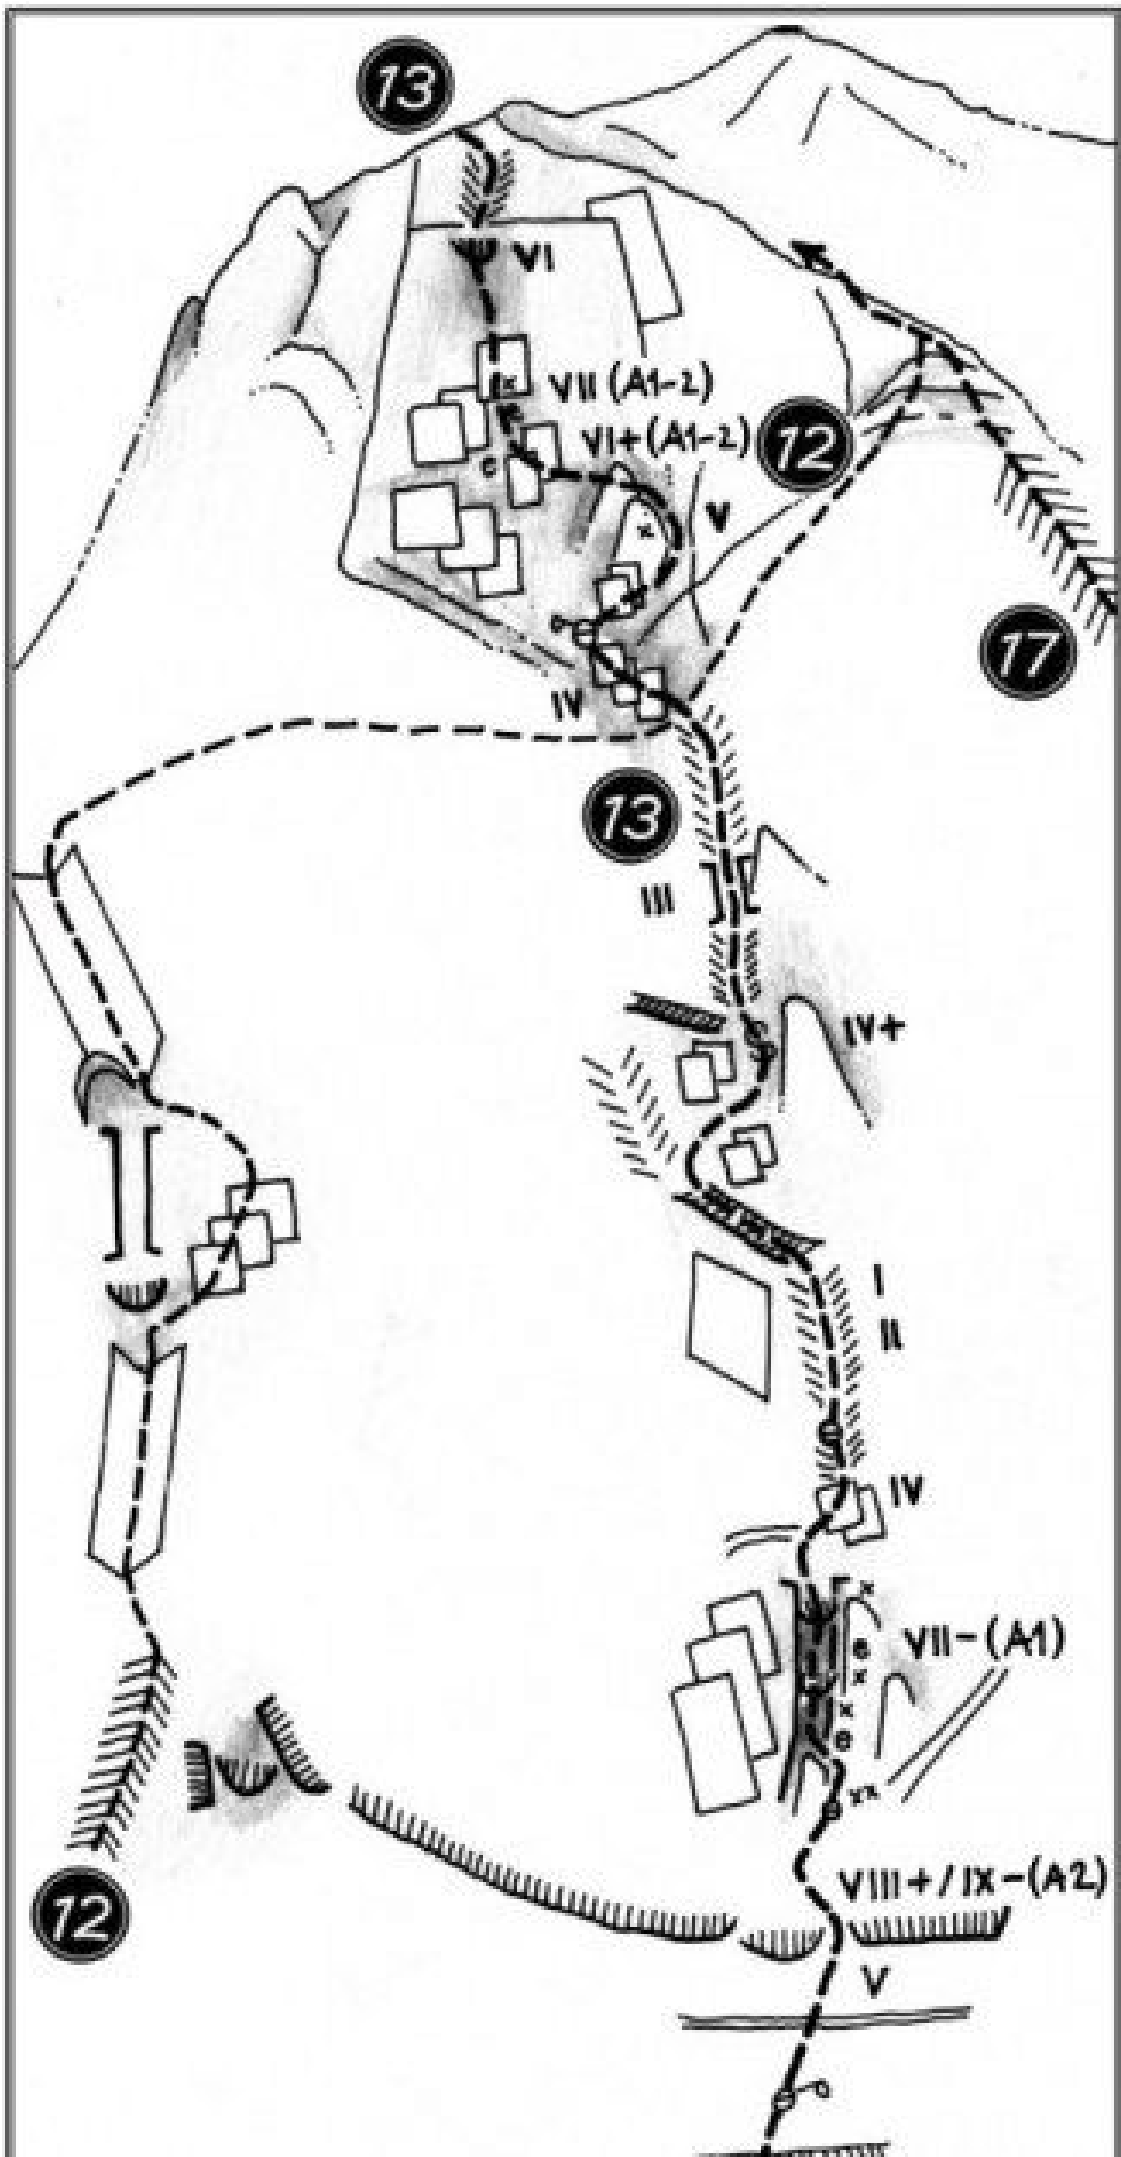 13
VI
VII (A1-2)
VI+(A1-2)
12
V
17
IV
13
III
IV+
I
II
IV
VII-(A1)
VIII+/IX-(A2)
12
V